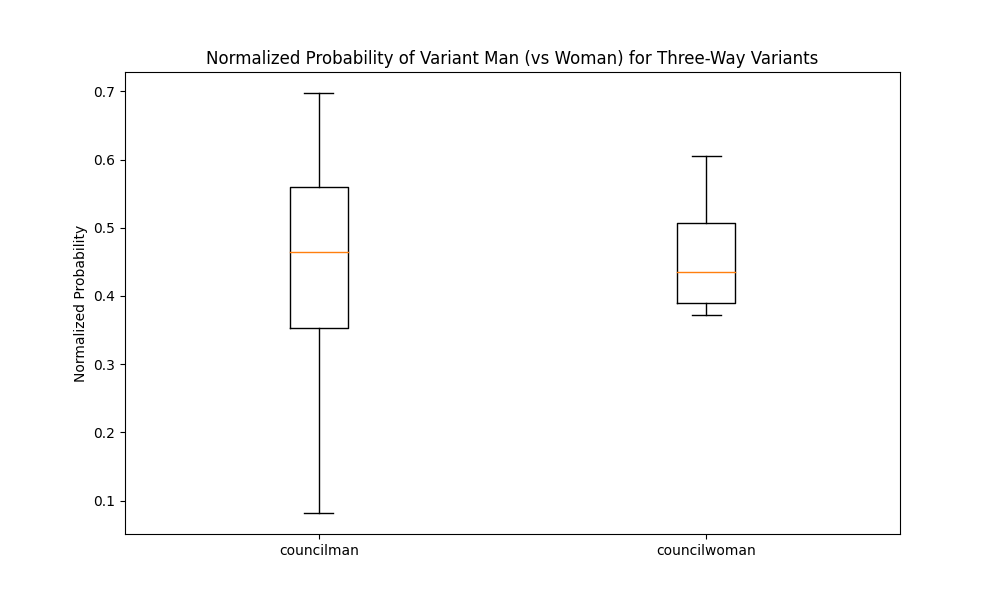 Normalized Probability of Variant Man (vs Woman) for Three-Way Variants
Normalized Probability
0.7
0.6
0.5
0.4
0.3
0.2
0.1
councilman
councilwoman